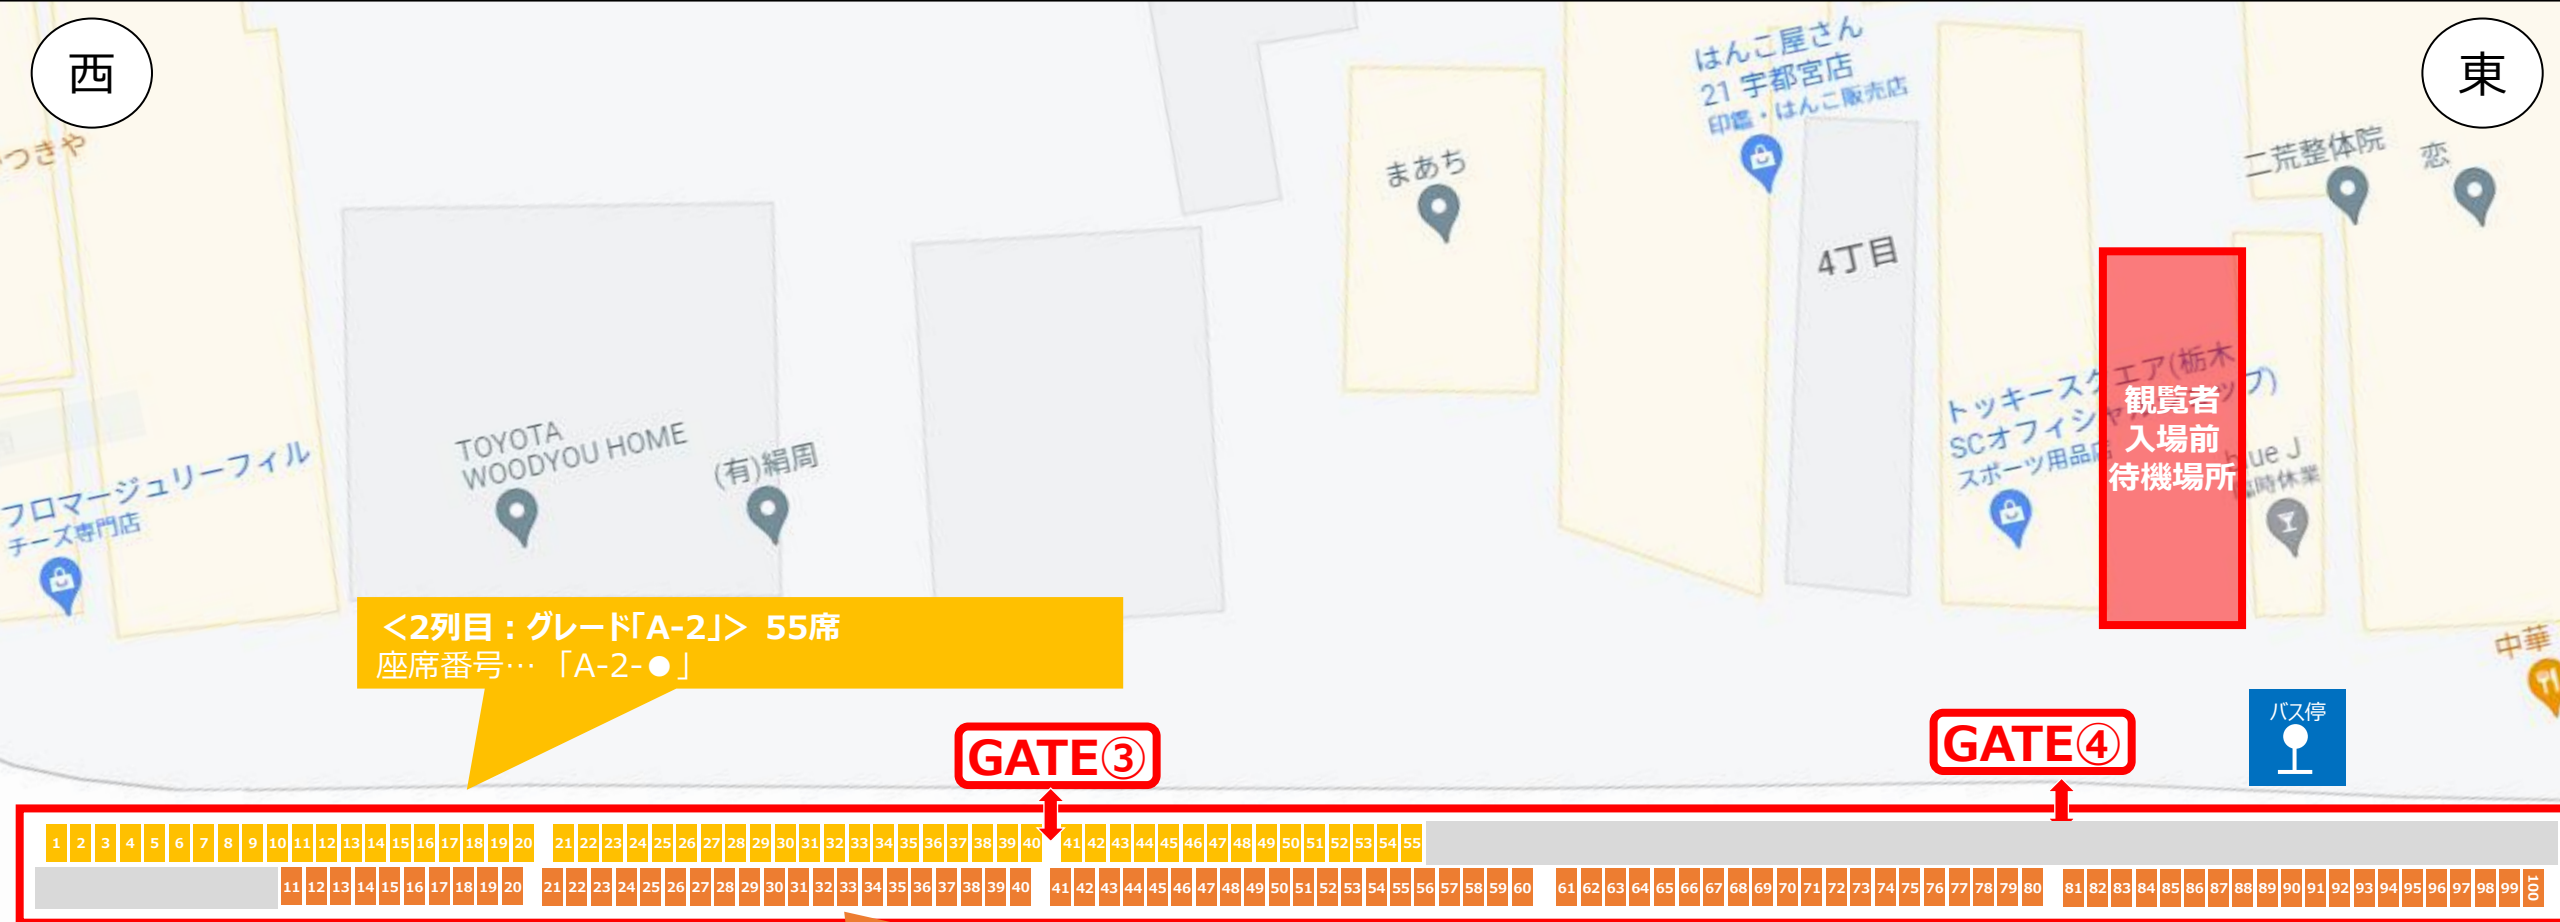 西
東
つきや
はんこ屋さん
21 宇都宮店
印鑑・はんこ販売店
まあち
二荒整体院
恋
4丁目
TOYOTA
WOODYOU HOME
(有)絹周
フロマージュリーフィル
チーズ専門店
トッキースクエア(栃木
SCオフィシャルショップ)
スポーツ用品店
観覧者
入場前
待機場所
blue J
臨時休業
中華
<2列目：グレード「A-2」> 55席
座席番号…「A-2-●」
GATE③
GATE④
バス停
1 2 3 4 5 6 7 8 9 10 11 12 13 14 15 16 17 18 19 20 21 22 23 24 25 26 27 28 29 30 31 32 33 34 35 36 37 38 39 40 41 42 43 44 45 46 47 48 49 50 51 52 53 54 55
11 12 13 14 15 16 17 18 19 20 21 22 23 24 25 26 27 28 29 30 31 32 33 34 35 36 37 38 39 40 41 42 43 44 45 46 47 48 49 50 51 52 53 54 55 56 57 58 59 60 61 62 63 64 65 66 67 68 69 70 71 72 73 74 75 76 77 78 79 80 81 82 83 84 85 86 87 88 89 90 91 92 93 94 95 96 97 98 99 100